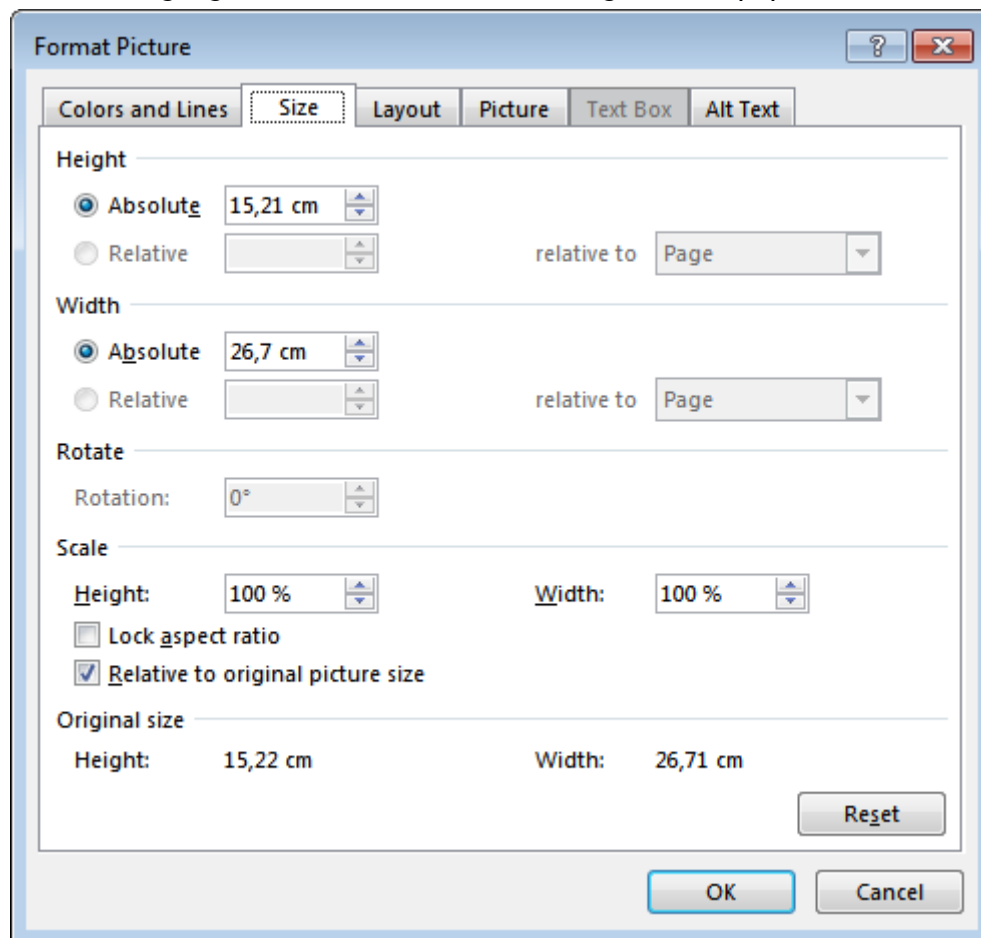 Format Picture
Colors and Lines Size Layout Picture Text Box Alt Text
Height
Absolute 15,21 cm
Relative relative to Page
Width
Absolute 26,7 cm
Relative relative to Page
Rotate
Rotation: 0°
Scale
Height: 100 % Width: 100 %
Lock aspect ratio
Relative to original picture size
Original size
Height: 15,22 cm Width: 26,71 cm
Reset
OK Cancel